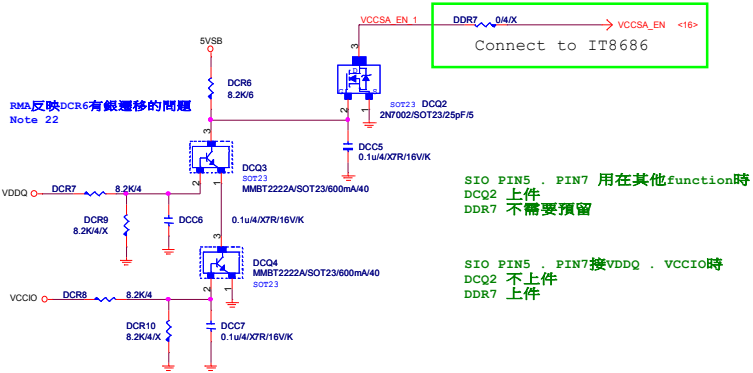 VCCSA_EN_1
DDR7 0/4/X
VCCSA_EN <16>
Connect to IT8686
5VSB
3
D
G
S
DCR6
8.2K/6
SOT23 DCQ2
2N7002/SOT23/25pF/5
2
1
RMA反映DCR6有銀遷移的問題
Note 22
3
DCC5
0.1u/4/X7R/16V/K
DCQ3
SOT23
MMBT2222A/SOT23/600mA/40
2
1
VDDQ DCR7 8.2K/4
DCR9
8.2K/4/X
DCC6 0.1u/4/X7R/16V/K
SIO PIN5 . PIN7 用在其他function時
DCQ2 上件
DDR7 不需要預留
3
DCQ4
MMBT2222A/SOT23/600mA/40
SOT23
2
1
SIO PIN5 . PIN7接VDDQ . VCCIO時
DCQ2 不上件
DDR7 上件
VCCIO DCR8 8.2K/4
DCR10
8.2K/4/X
DCC7
0.1u/4/X7R/16V/K